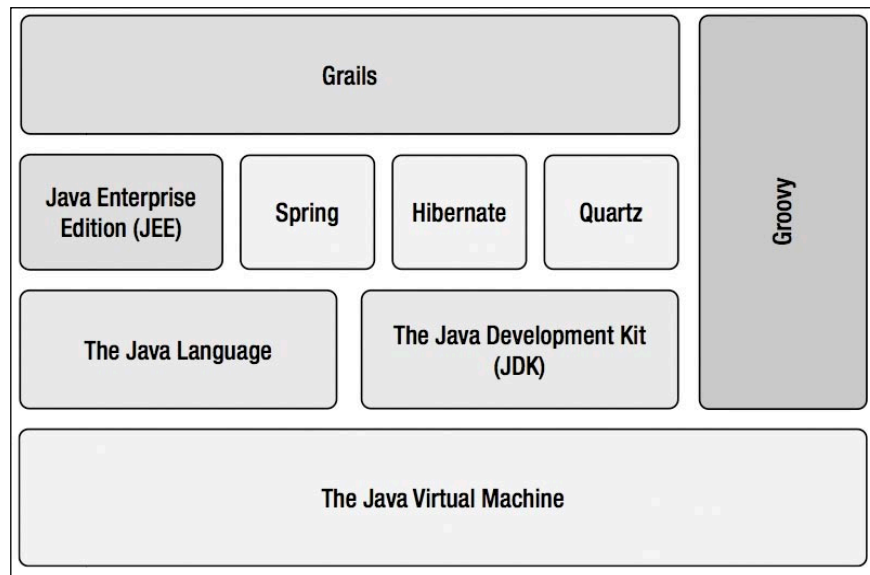 Grails
Java Enterprise
Edition (JEE)
Spring
Hibernate
Quartz
Groovy
The Java Language
The Java Development Kit
(JDK)
The Java Virtual Machine